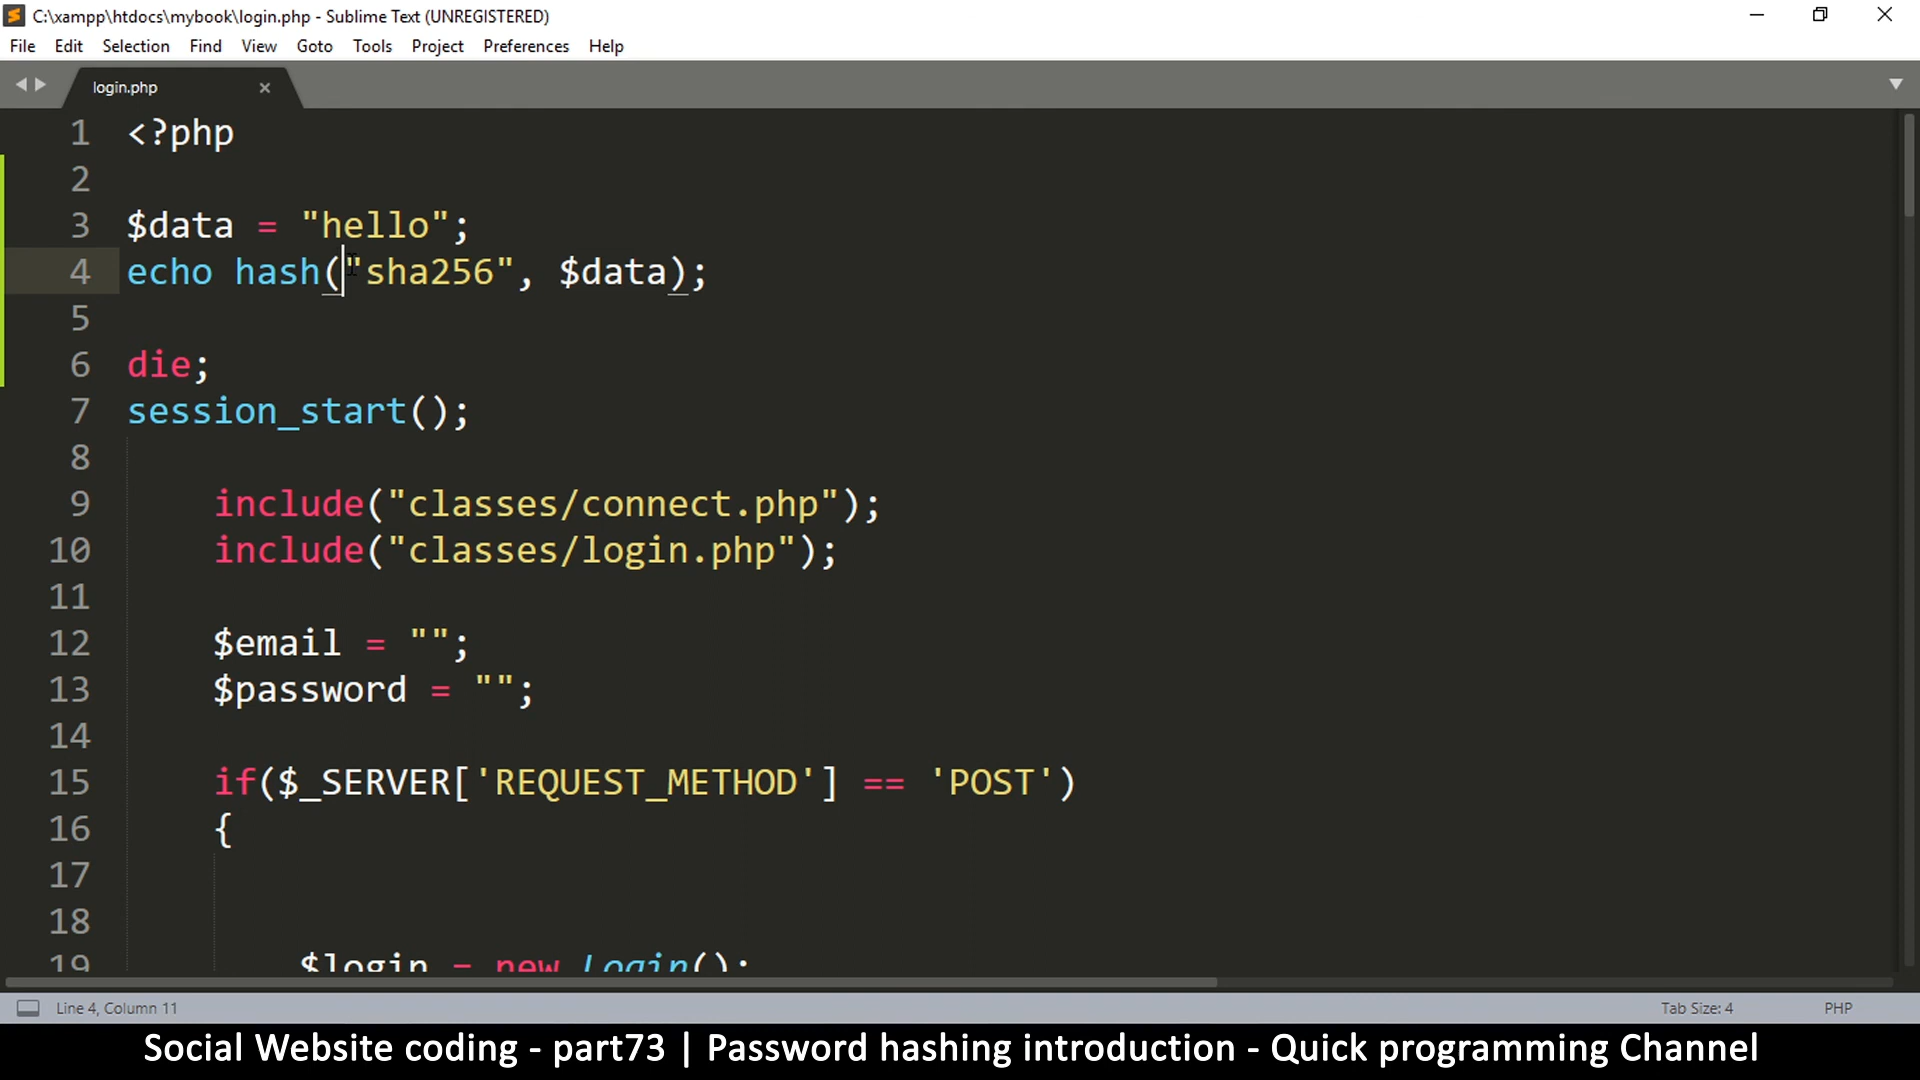 C:\xampp\htdocs\mybook\login.php - Sublime Text (UNREGISTERED)
File Edit Selection Find View Goto Tools Project Preferences Help
login.php
1 <?php
2
3 $data = "hello";
4 echo hash("sha256", $data);
5
6 die;
7 session_start();
8
9 include("classes/connect.php");
10 include("classes/login.php");
11
12 $email = "";
13 $password = "";
14
15 if($_SERVER['REQUEST_METHOD'] == 'POST')
16 {
17
18
19 $login = new Login();
Line 4, Column 11 Tab Size: 4 PHP
Social Website coding - part73 | Password hashing introduction - Quick programming Channel